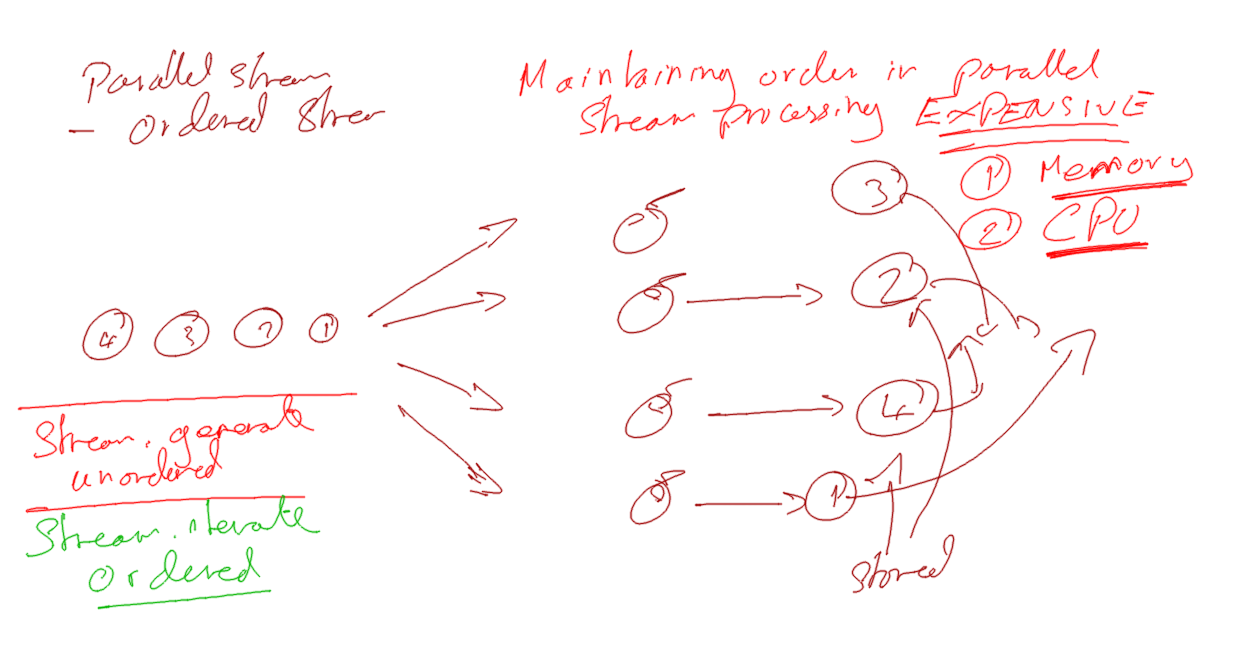 Parallel stream
- Ordered Strea
Maintaining order in parallel
stream processing EXPENSIVE
① Memory
② CPU
3
2
4 3 2 1
4
1
Stream.generate
unordered
Stream.iterate
Ordered
stored